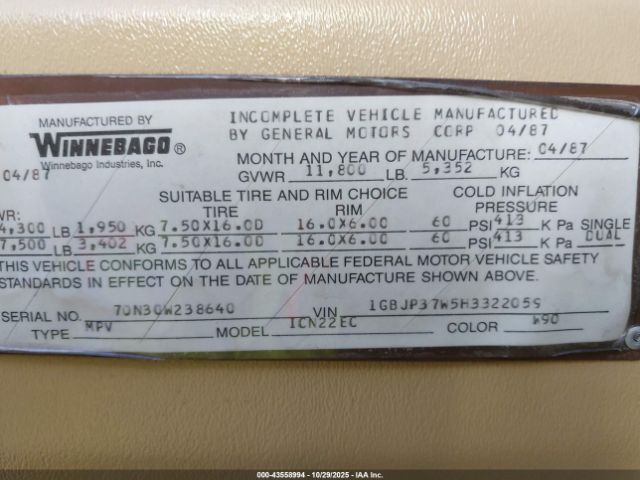 MANUFACTURED BY
WINNEBAGO®
Winnebago Industries, Inc.
INCOMPLETE VEHICLE MANUFACTURED
BY GENERAL MOTORS CORP 04/87
04/87
MONTH AND YEAR OF MANUFACTURE: 04/87
GVWR 11,800 LB. 5,352 KG
SUITABLE TIRE AND RIM CHOICE
TIRE RIM
COLD INFLATION
PRESSURE
WR:
4,300 LB 1,950 KG 7.50X16.0D 16.0X6.00 60 PSI 413 K Pa SINGLE
7,500 LB 3,402 KG 7.50X16.0D 16.0X6.00 60 PSI 413 K Pa DUAL
THIS VEHICLE CONFORMS TO ALL APPLICABLE FEDERAL MOTOR VEHICLE SAFETY
STANDARDS IN EFFECT ON THE DATE OF MANUFACTURE SHOWN ABOVE.
SERIAL NO. 70N30W238640 VIN 1GBJP37W5H3322059
TYPE MPV MODEL ICN22EC COLOR W90
000-43558994 10/29/2025 IAA Inc.